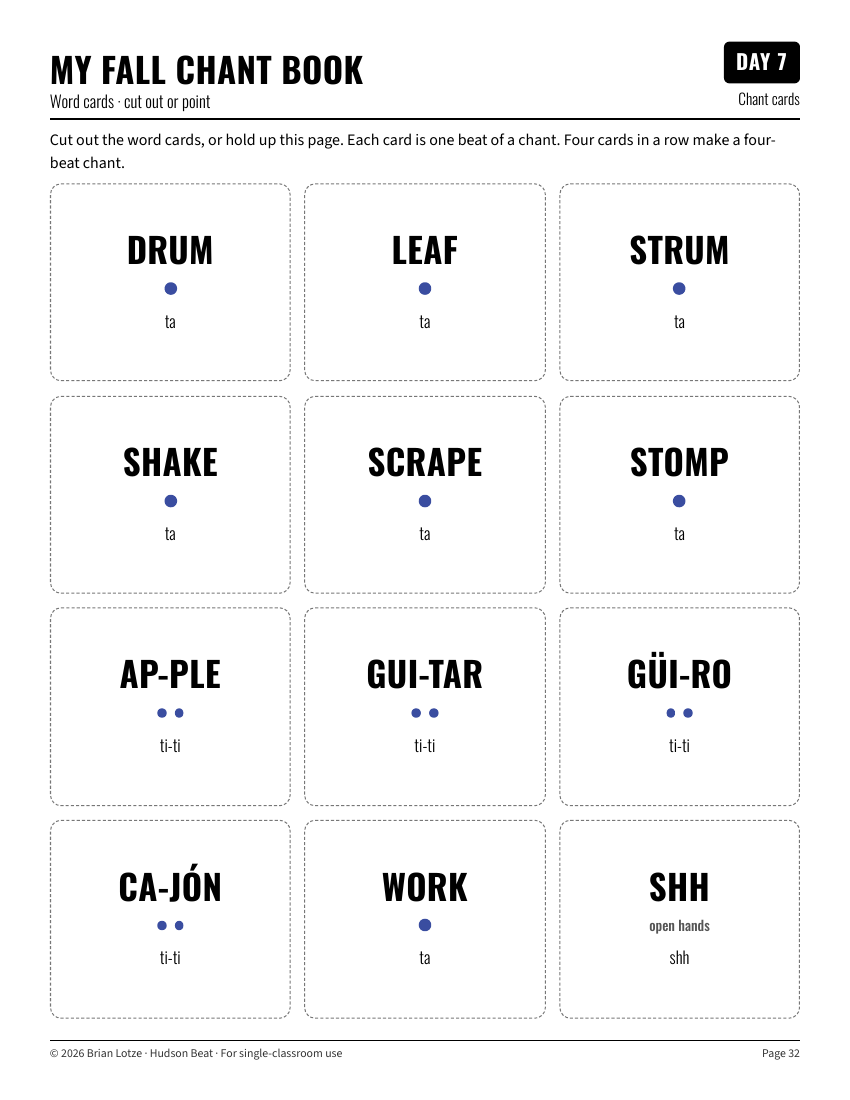 MY FALL CHANT BOOK
DAY 7
Word cards · cut out or point
Chant cards
Cut out the word cards, or hold up this page. Each card is one beat of a chant. Four cards in a row make a four-
beat chant.
DRUM
ta
LEAF
ta
STRUM
ta
SHAKE
ta
SCRAPE
ta
STOMP
ta
AP-PLE
ti-ti
GUI-TAR
ti-ti
GÜI-RO
ti-ti
CA-JÓN
ti-ti
WORK
ta
SHH
open hands
shh
© 2026 Brian Lotze · Hudson Beat · For single-classroom use
Page 32